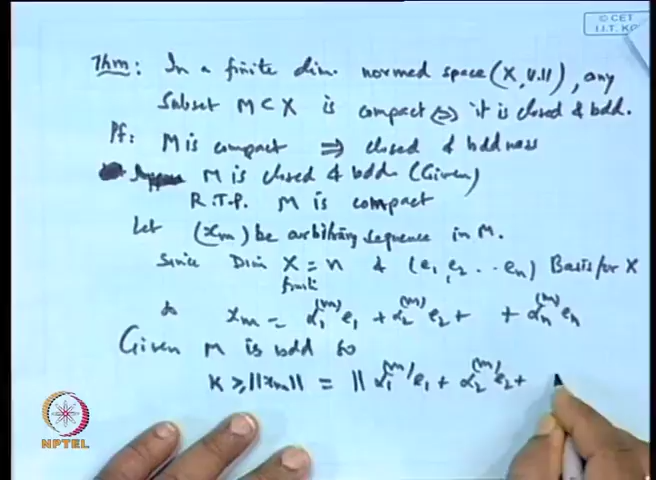 © CET
I.I.T. KG
Thm: In a finite dim. normed space (X, ||.||), any
Subset M ⊂ X is compact ⟺ it is closed & bdd.
Pf: M is compact ⟹ closed & bddness
M is closed & bdd (Given)
R.T.P. M is compact
Let (xm) be arbitrary sequence in M.
Since Dim X = n & (e1, e2 .. en) Basis for X
finite
So xm = α1^(m) e1 + α2^(m) e2 + + αn^(m) en
Given M is bdd so
K ≥ ||xm|| = || α1^(m) e1 + α2^(m) e2 +
NPTEL